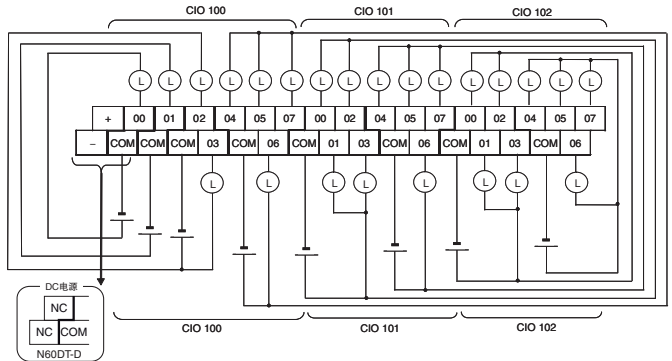 CIO 100 CIO 101 CIO 102
L L L L L L L L L L L L L L L L L
+ 00 01 02 04 05 07 00 02 04 05 07 00 02 04 05 07
− COM COM COM 03 COM 06 COM 01 03 COM 06 COM 01 03 COM 06
L L L L L L L L
DC电源
NC
NC COM
N60DT-D
CIO 100 CIO 101 CIO 102